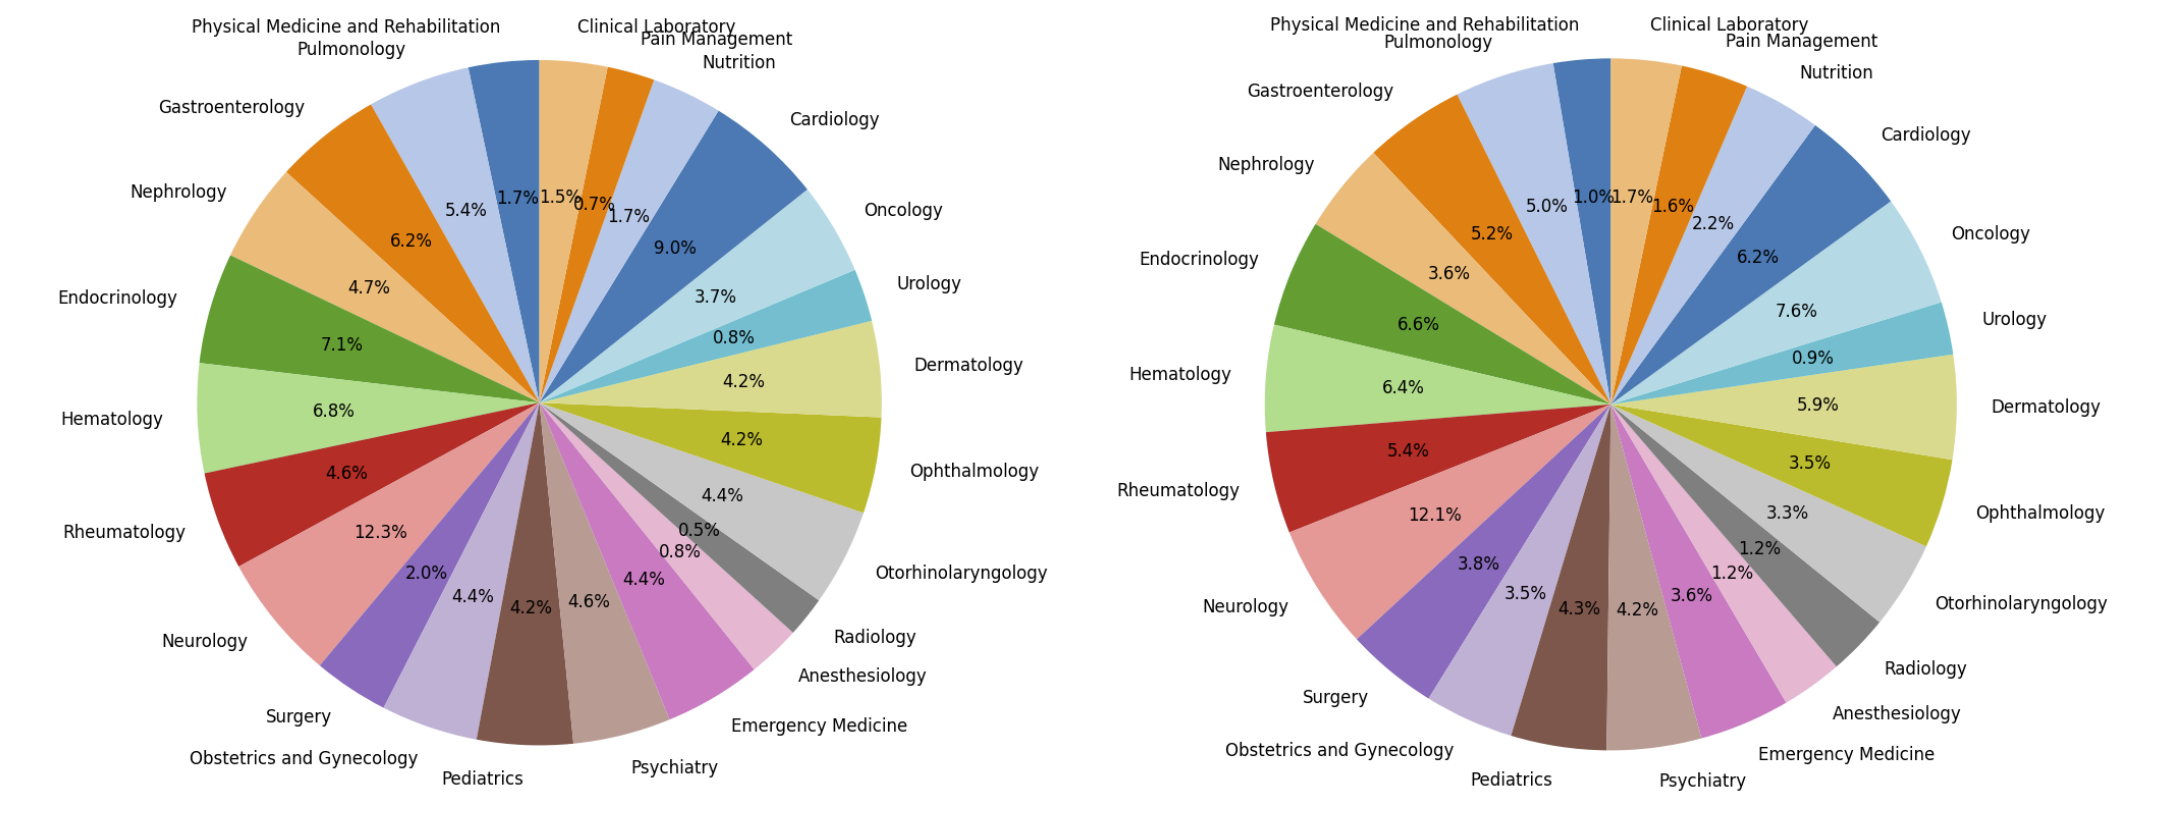 Physical Medicine and Rehabilitation
Pulmonology
Gastroenterology
Nephrology
Endocrinology
Hematology
Rheumatology
Neurology
Surgery
Obstetrics and Gynecology
Pediatrics
Psychiatry
Emergency Medicine
Anesthesiology
Radiology
Otorhinolaryngology
Ophthalmology
Dermatology
Urology
Oncology
Cardiology
Nutrition
Pain Management
Clinical Laboratory
1.7%
5.4%
6.2%
4.7%
7.1%
6.8%
4.6%
12.3%
2.0%
4.4%
4.2%
4.6%
4.4%
0.8%
0.5%
4.4%
4.2%
4.2%
0.8%
3.7%
9.0%
1.7%
0.7%
1.5%
Physical Medicine and Rehabilitation
Pulmonology
Gastroenterology
Nephrology
Endocrinology
Hematology
Rheumatology
Neurology
Surgery
Obstetrics and Gynecology
Pediatrics
Psychiatry
Emergency Medicine
Anesthesiology
Radiology
Otorhinolaryngology
Ophthalmology
Dermatology
Urology
Oncology
Cardiology
Nutrition
Pain Management
Clinical Laboratory
1.0%
5.0%
5.2%
3.6%
6.6%
6.4%
5.4%
12.1%
3.8%
3.5%
4.3%
4.2%
3.6%
1.2%
1.2%
3.3%
3.5%
5.9%
0.9%
7.6%
6.2%
2.2%
1.6%
1.7%